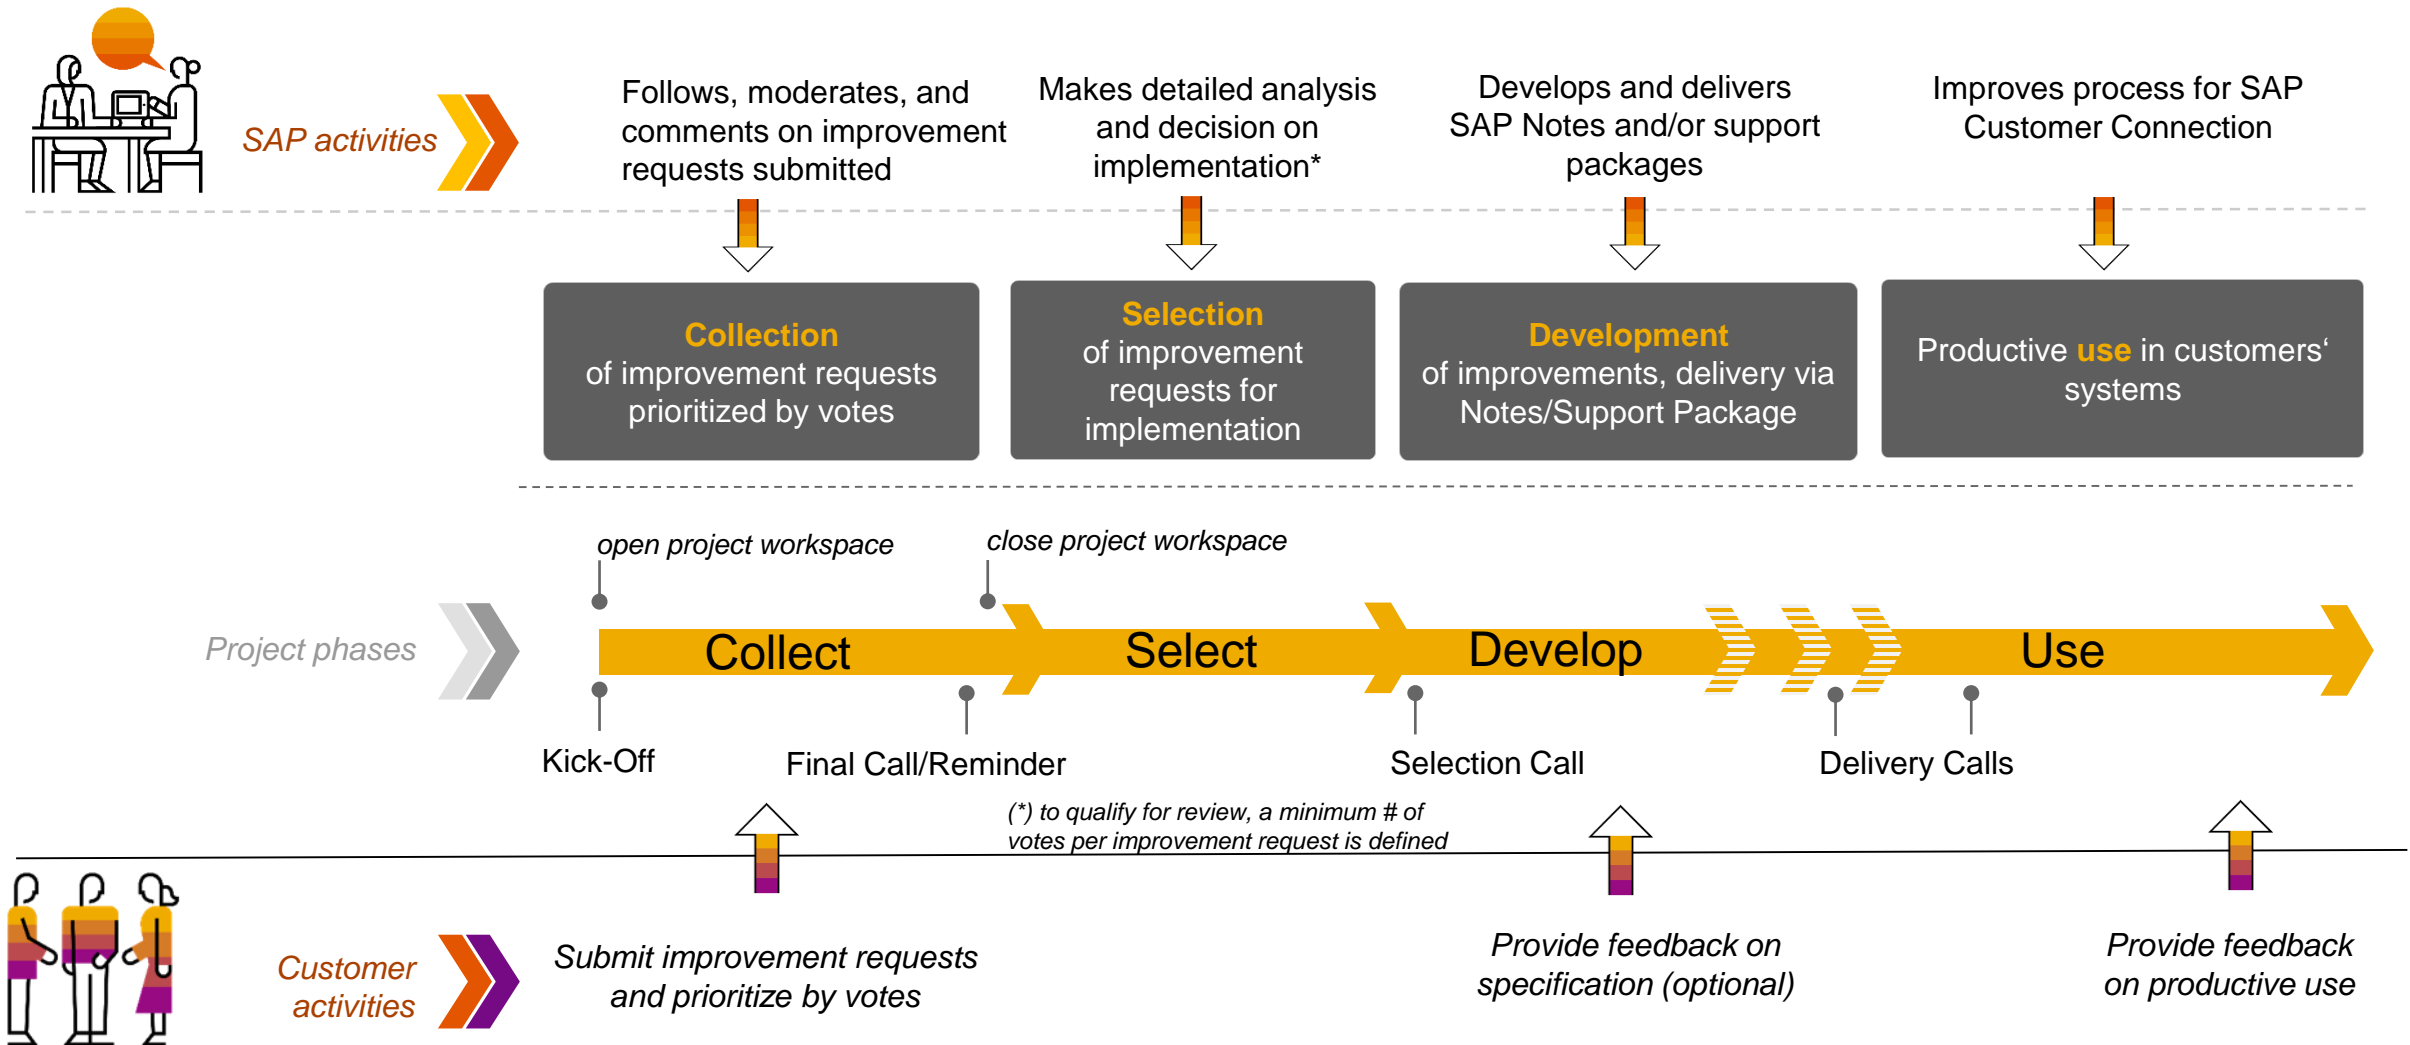 SAP activities
Follows, moderates, and
comments on improvement
requests submitted
Makes detailed analysis
and decision on
implementation*
Develops and delivers
SAP Notes and/or support
packages
Improves process for SAP
Customer Connection
Collection
of improvement requests
prioritized by votes
Selection
of improvement
requests for
implementation
Development
of improvements, delivery via
Notes/Support Package
Productive use in customers‘
systems
open project workspace
close project workspace
Project phases
Collect
Select
Develop
Use
Kick-Off
Final Call/Reminder
Selection Call
Delivery Calls
(*) to qualify for review, a minimum # of
votes per improvement request is defined
Customer
activities
Submit improvement requests
and prioritize by votes
Provide feedback on
specification (optional)
Provide feedback
on productive use